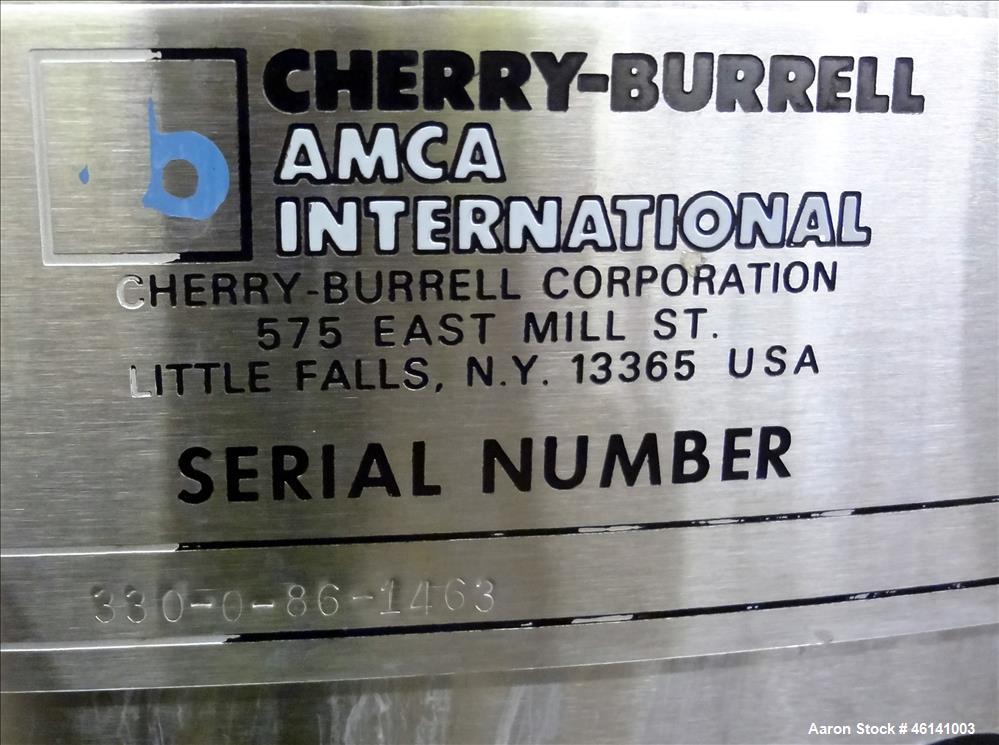 b
CHERRY-BURRELL
AMCA
INTERNATIONAL
CHERRY-BURRELL CORPORATION
575 EAST MILL ST.
LITTLE FALLS, N.Y. 13365 USA
SERIAL NUMBER
330-0-86-1463
Aaron Stock # 46141003